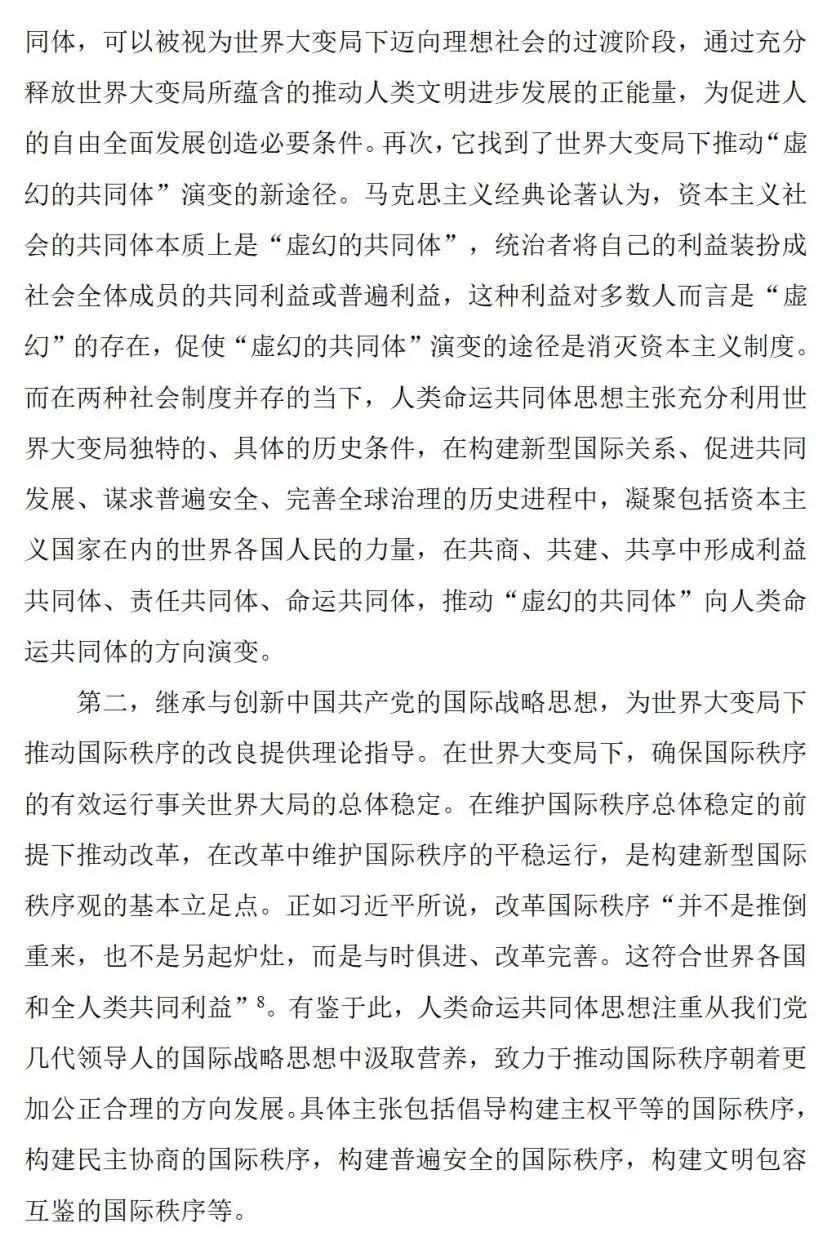 同体，可以被视为世界大变局下迈向理想社会的过渡阶段，通过充分
释放世界大变局所蕴含的推动人类文明进步发展的正能量，为促进人
的自由全面发展创造必要条件。再次，它找到了世界大变局下推动“虚
幻的共同体”演变的新途径。马克思主义经典论著认为，资本主义社
会的共同体本质上是“虚幻的共同体”，统治者将自己的利益装扮成
社会全体成员的共同利益或普遍利益，这种利益对多数人而言是“虚
幻”的存在，促使“虚幻的共同体”演变的途径是消灭资本主义制度。
而在两种社会制度并存的当下，人类命运共同体思想主张充分利用世
界大变局独特的、具体的历史条件，在构建新型国际关系、促进共同
发展、谋求普遍安全、完善全球治理的历史进程中，凝聚包括资本主
义国家在内的世界各国人民的力量，在共商、共建、共享中形成利益
共同体、责任共同体、命运共同体，推动“虚幻的共同体”向人类命
运共同体的方向演变。
第二，继承与创新中国共产党的国际战略思想，为世界大变局下
推动国际秩序的改良提供理论指导。在世界大变局下，确保国际秩序
的有效运行事关世界大局的总体稳定。在维护国际秩序总体稳定的前
提下推动改革，在改革中维护国际秩序的平稳运行，是构建新型国际
秩序观的基本立足点。正如习近平所说，改革国际秩序“并不是推倒
重来，也不是另起炉灶，而是与时俱进、改革完善。这符合世界各国
和全人类共同利益”⁸。有鉴于此，人类命运共同体思想注重从我们党
几代领导人的国际战略思想中汲取营养，致力于推动国际秩序朝着更
加公正合理的方向发展。具体主张包括倡导构建主权平等的国际秩序，
构建民主协商的国际秩序，构建普遍安全的国际秩序，构建文明包容
互鉴的国际秩序等。